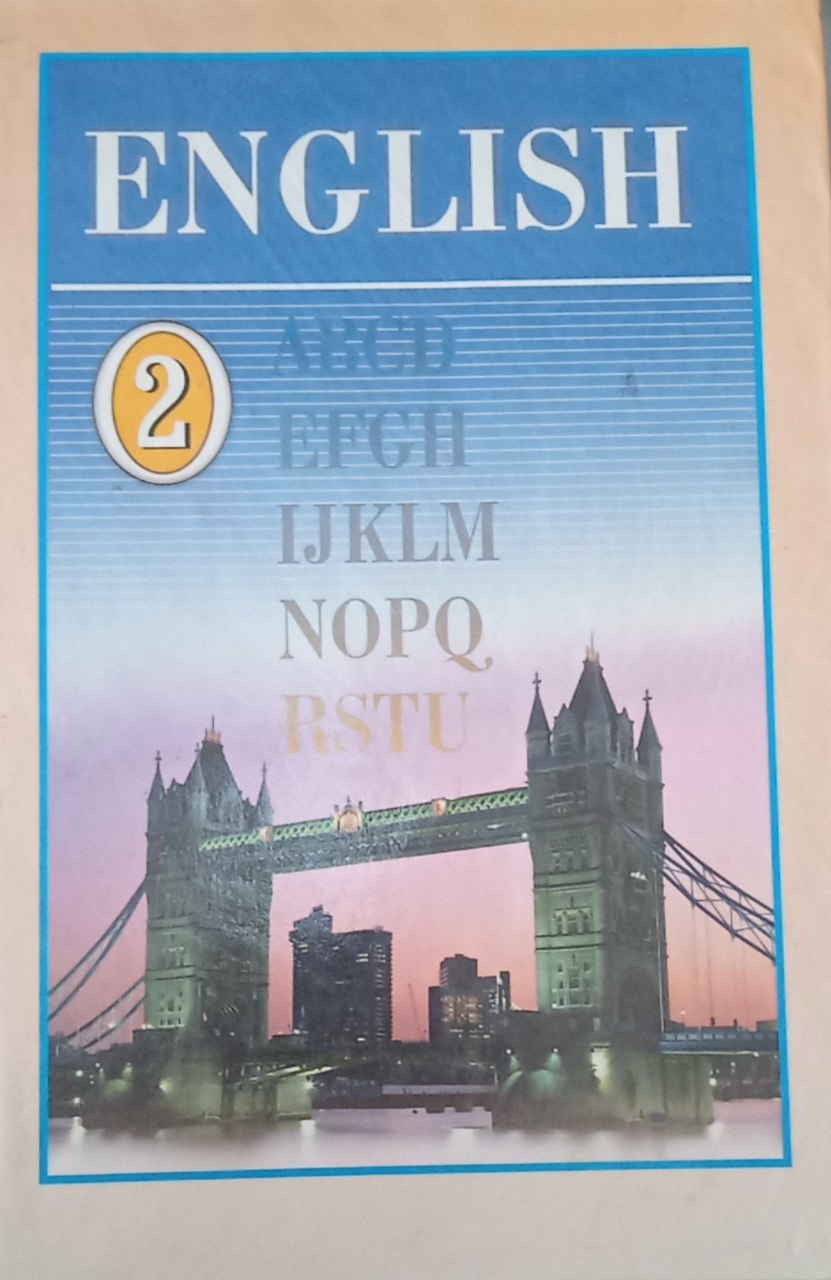 ENGLISH
2
ABCD
EFGH
IJKLM
NOPQ
RSTU